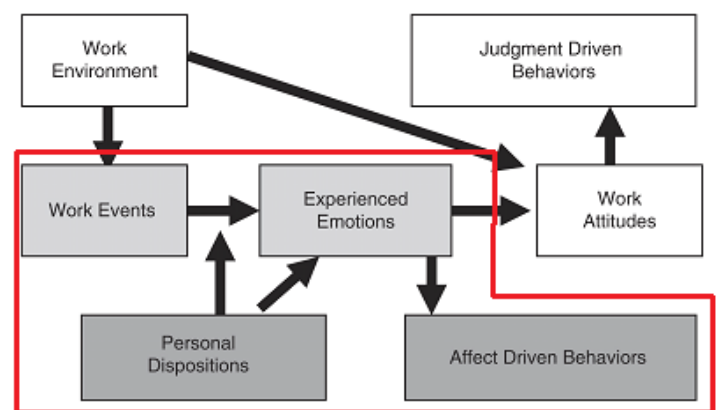 Work
Environment
Judgment Driven
Behaviors
Work Events
Experienced
Emotions
Work
Attitudes
Personal
Dispositions
Affect Driven Behaviors